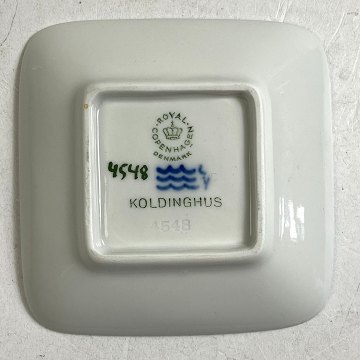 ROYAL
COPENHAGEN
DENMARK
4548
KOLDINGHUS
4548